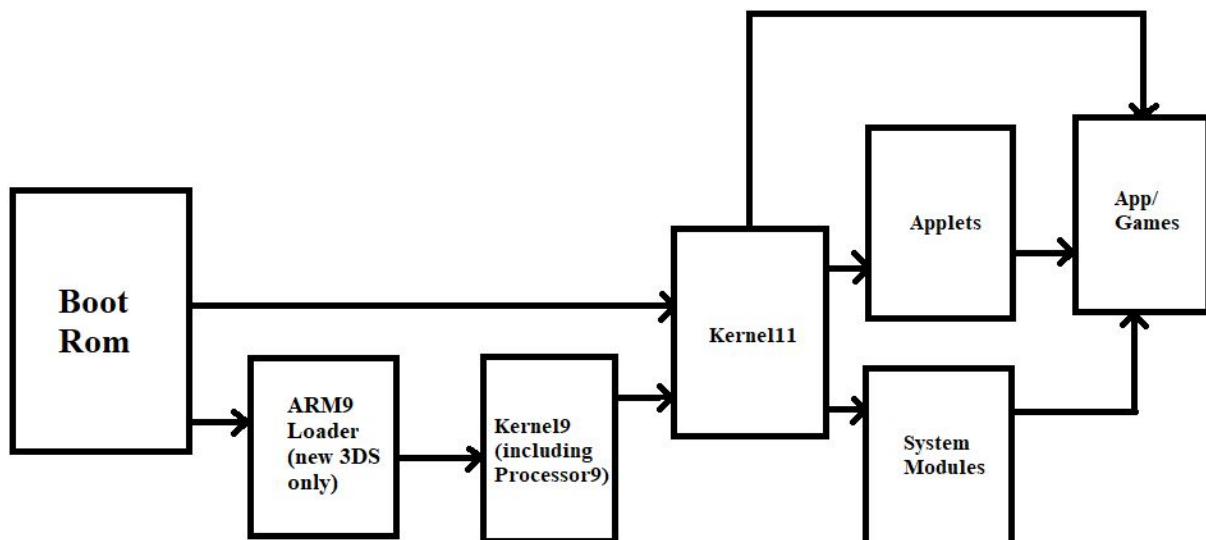 Boot
Rom
ARM9
Loader
(new 3DS
only)
Kernel9
(including
Processor9)
Kernel11
Applets
System
Modules
App/
Games